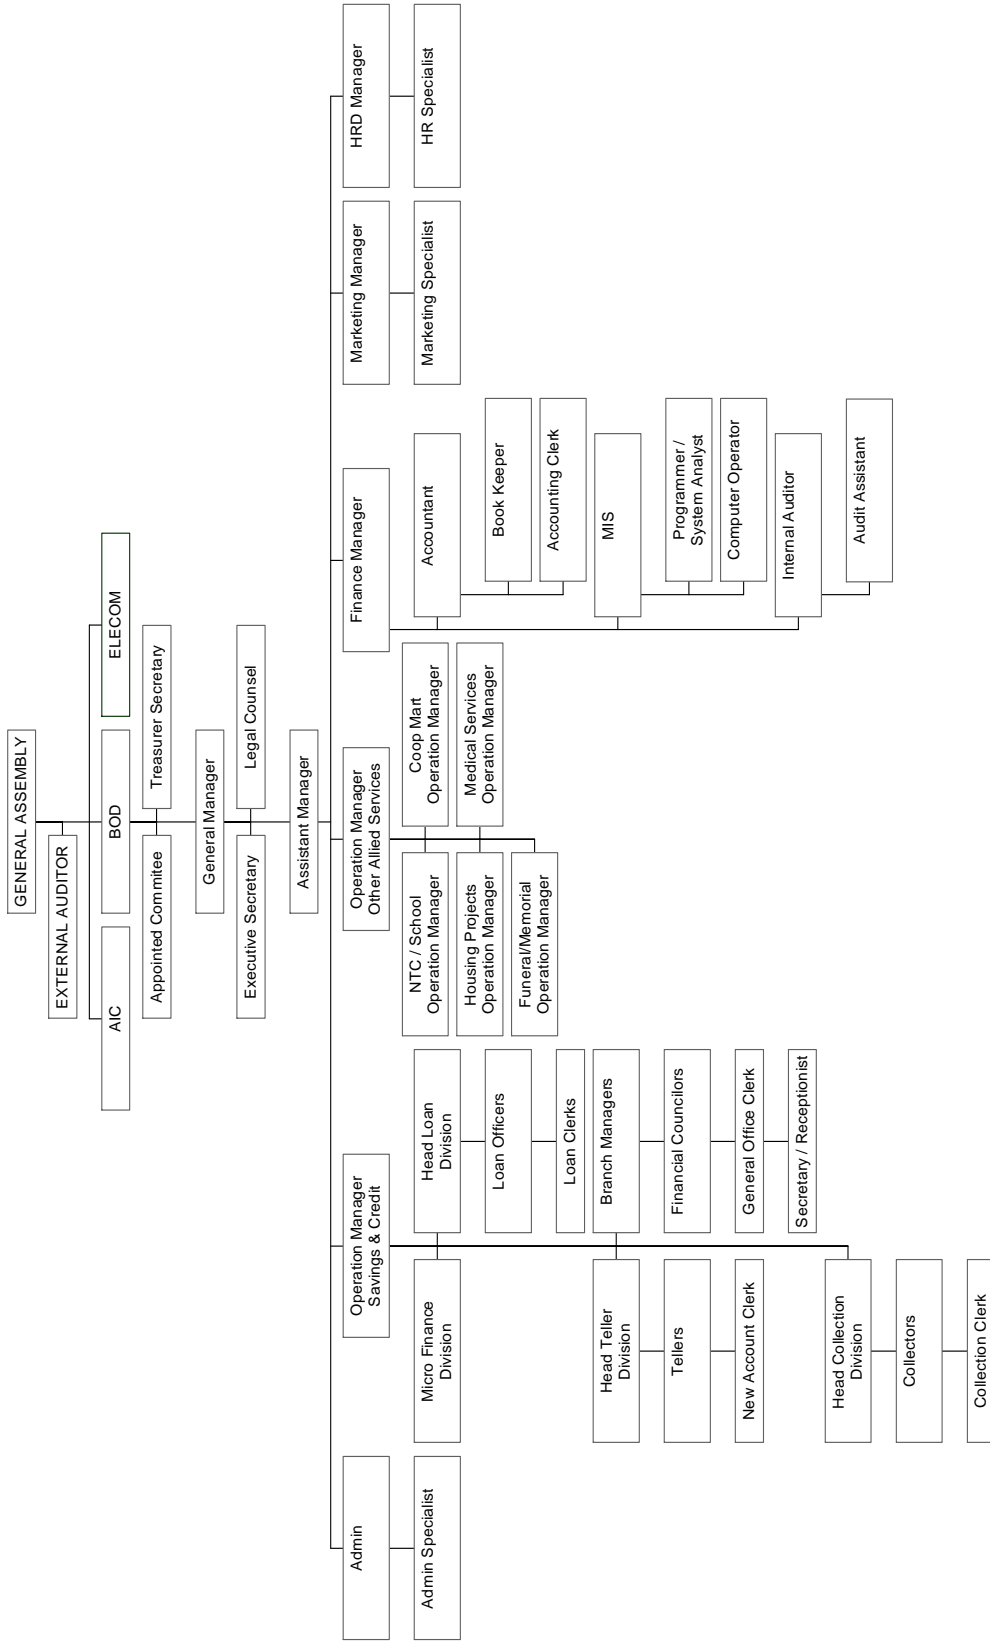 GENERAL ASSEMBLY
EXTERNAL AUDITOR
AIC
BOD
ELECOM
Appointed Commitee
Treasurer Secretary
General Manager
Executive Secretary
Legal Counsel
Assistant Manager
Admin
Admin Specialist
Operation Manager
Savings & Credit
Micro Finance
Division
Head Loan
Division
Loan Officers
Loan Clerks
Head Teller
Division
Tellers
New Account Clerk
Branch Managers
Financial Councilors
General Office Clerk
Secretary / Receptionist
Head Collection
Division
Collectors
Collection Clerk
Operation Manager
Other Allied Services
NTC / School
Operation Manager
Coop Mart
Operation Manager
Housing Projects
Operation Manager
Medical Services
Operation Manager
Funeral/Memorial
Operation Manager
Finance Manager
Accountant
Book Keeper
Accounting Clerk
MIS
Programmer /
System Analyst
Computer Operator
Internal Auditor
Audit Assistant
Marketing Manager
Marketing Specialist
HRD Manager
HR Specialist